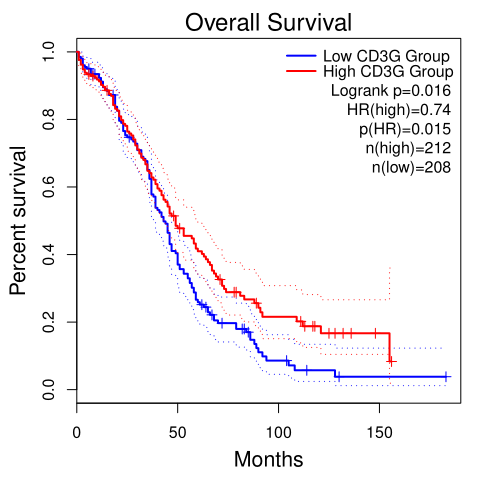 Overall Survival
Low CD3G Group
High CD3G Group
Logrank p=0.016
HR(high)=0.74
p(HR)=0.015
n(high)=212
n(low)=208
Percent survival
1.0
0.8
0.6
0.4
0.2
0.0
0 50 100 150
Months